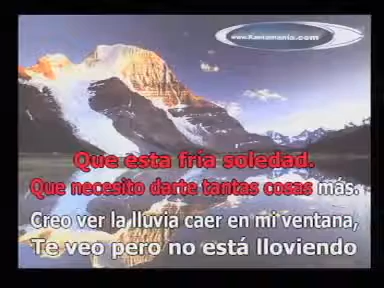 www.Kantamania.com
Que esta fría soledad.
Que necesito darte tantas cosas más.
Creo ver la lluvia caer en mi ventana,
Te veo pero no está lloviendo